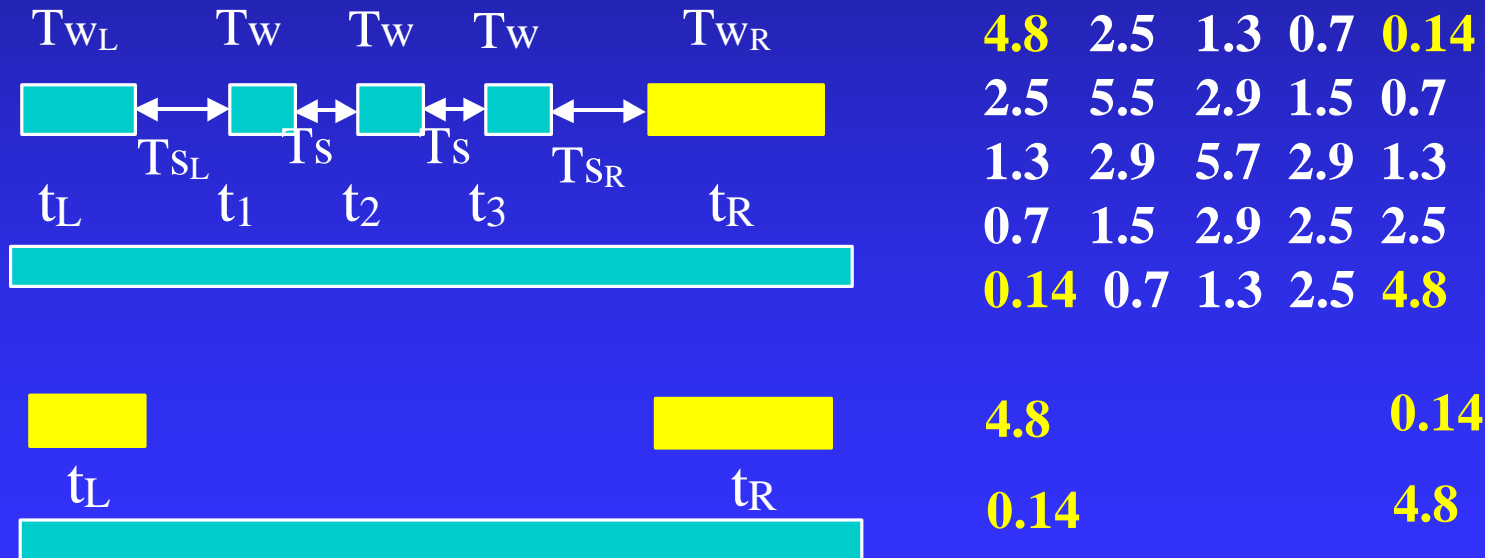 TwL Tw Tw Tw TwR
TsL Ts Ts TsR
tL t1 t2 t3 tR
4.8 2.5 1.3 0.7 0.14
2.5 5.5 2.9 1.5 0.7
1.3 2.9 5.7 2.9 1.3
0.7 1.5 2.9 2.5 2.5
0.14 0.7 1.3 2.5 4.8
tL tR
4.8 0.14
0.14 4.8